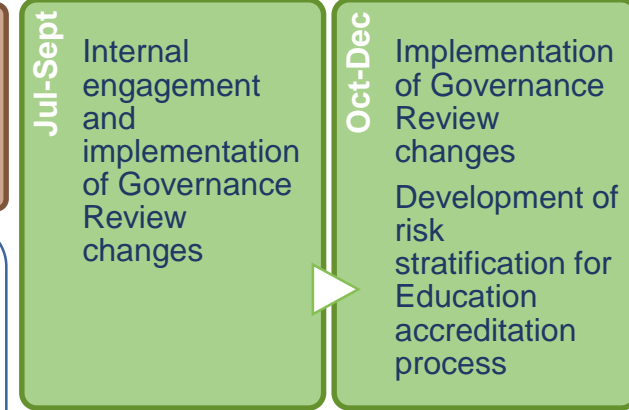 Jul-Sept
Internal
engagement
and
implementation
of Governance
Review
changes
Oct-Dec
Implementation
of Governance
Review
changes
Development of
risk
stratification for
Education
accreditation
process